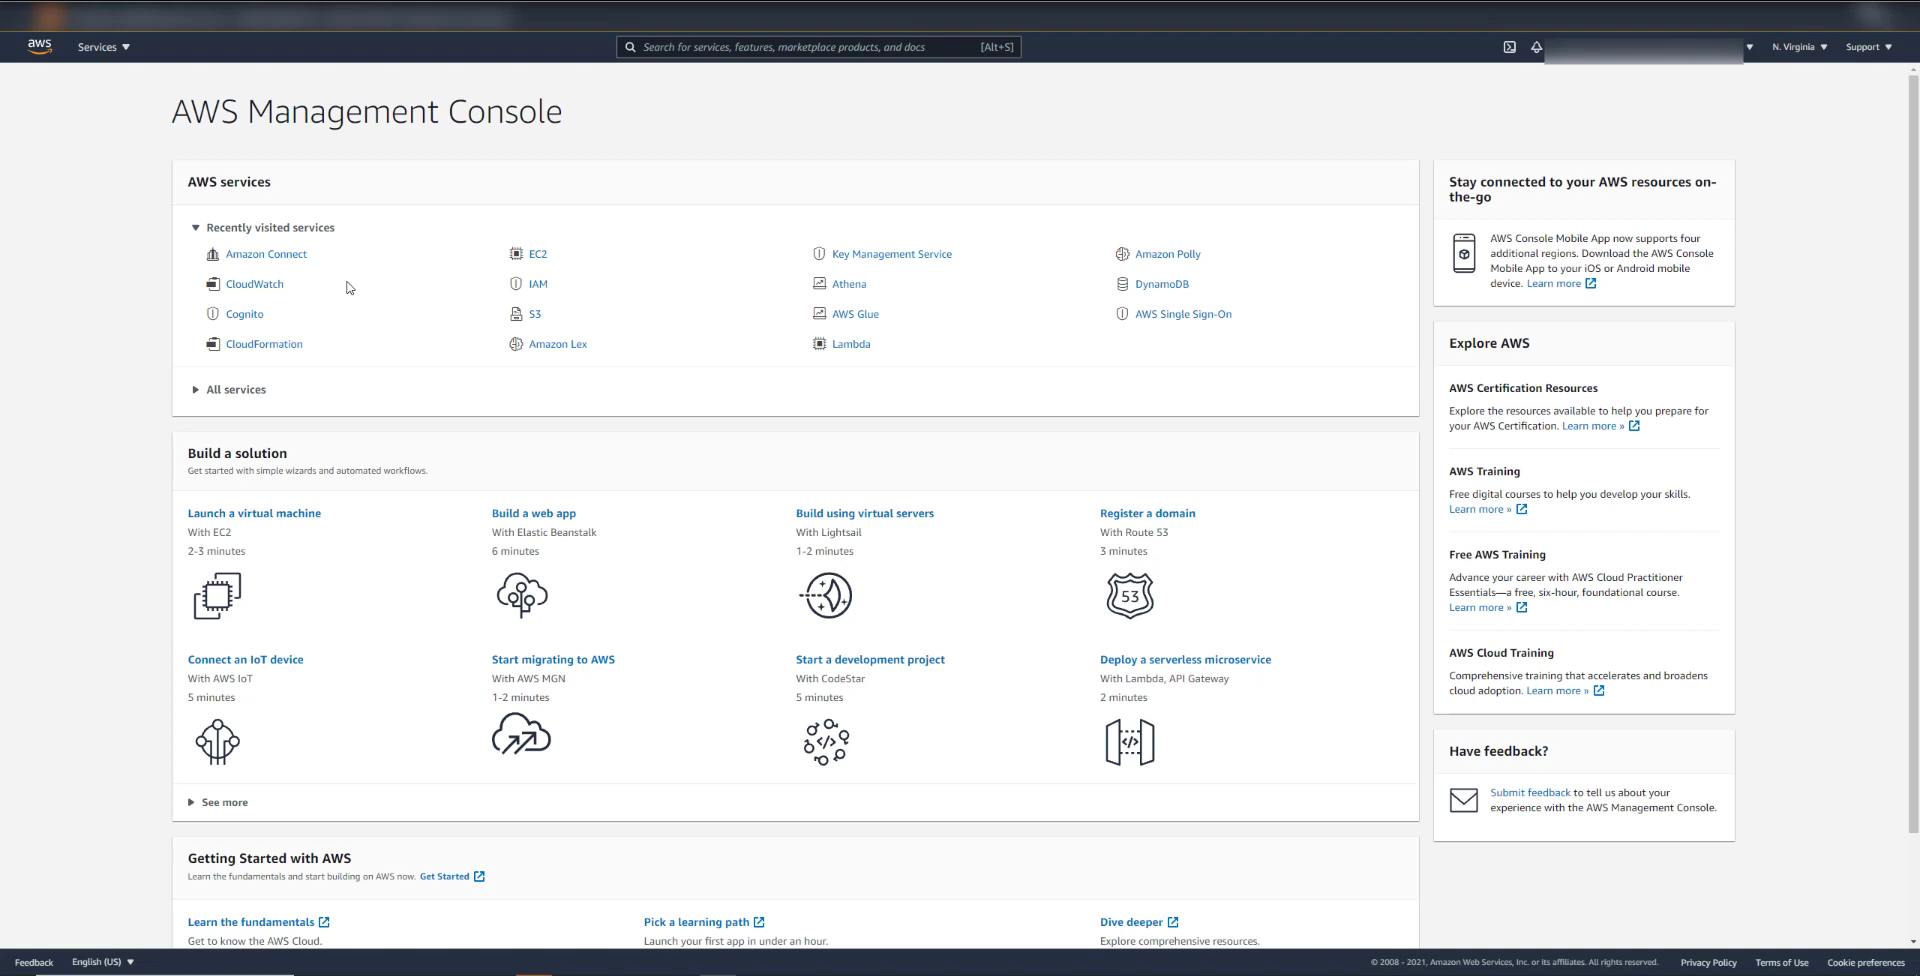 aws
Services
Search for services, features, marketplace products, and docs
[Alt+S]
N. Virginia
Support
AWS Management Console
AWS services
Recently visited services
Amazon Connect
EC2
Key Management Service
Amazon Polly
CloudWatch
IAM
Athena
DynamoDB
Cognito
S3
AWS Glue
AWS Single Sign-On
CloudFormation
Amazon Lex
Lambda
All services
Build a solution
Get started with simple wizards and automated workflows.
Launch a virtual machine
With EC2
2-3 minutes
Build a web app
With Elastic Beanstalk
6 minutes
Build using virtual servers
With Lightsail
1-2 minutes
Register a domain
With Route 53
3 minutes
53
Connect an IoT device
With AWS IoT
5 minutes
Start migrating to AWS
With AWS MGN
1-2 minutes
Start a development project
With CodeStar
5 minutes
</>
Deploy a serverless microservice
With Lambda, API Gateway
2 minutes
</>
See more
Getting Started with AWS
Learn the fundamentals and start building on AWS now. Get Started
Learn the fundamentals
Get to know the AWS Cloud.
Pick a learning path
Launch your first app in under an hour.
Dive deeper
Explore comprehensive resources.
Stay connected to your AWS resources on-
the-go
AWS Console Mobile App now supports four
additional regions. Download the AWS Console
Mobile App to your iOS or Android mobile
device. Learn more
Explore AWS
AWS Certification Resources
Explore the resources available to help you prepare for
your AWS Certification. Learn more »
AWS Training
Free digital courses to help you develop your skills.
Learn more »
Free AWS Training
Advance your career with AWS Cloud Practitioner
Essentials—a free, six-hour, foundational course.
Learn more »
AWS Cloud Training
Comprehensive training that accelerates and broadens
cloud adoption. Learn more »
Have feedback?
Submit feedback to tell us about your
experience with the AWS Management Console.
Feedback
English (US)
© 2008 - 2021, Amazon Web Services, Inc. or its affiliates. All rights reserved.
Privacy Policy
Terms of Use
Cookie preferences